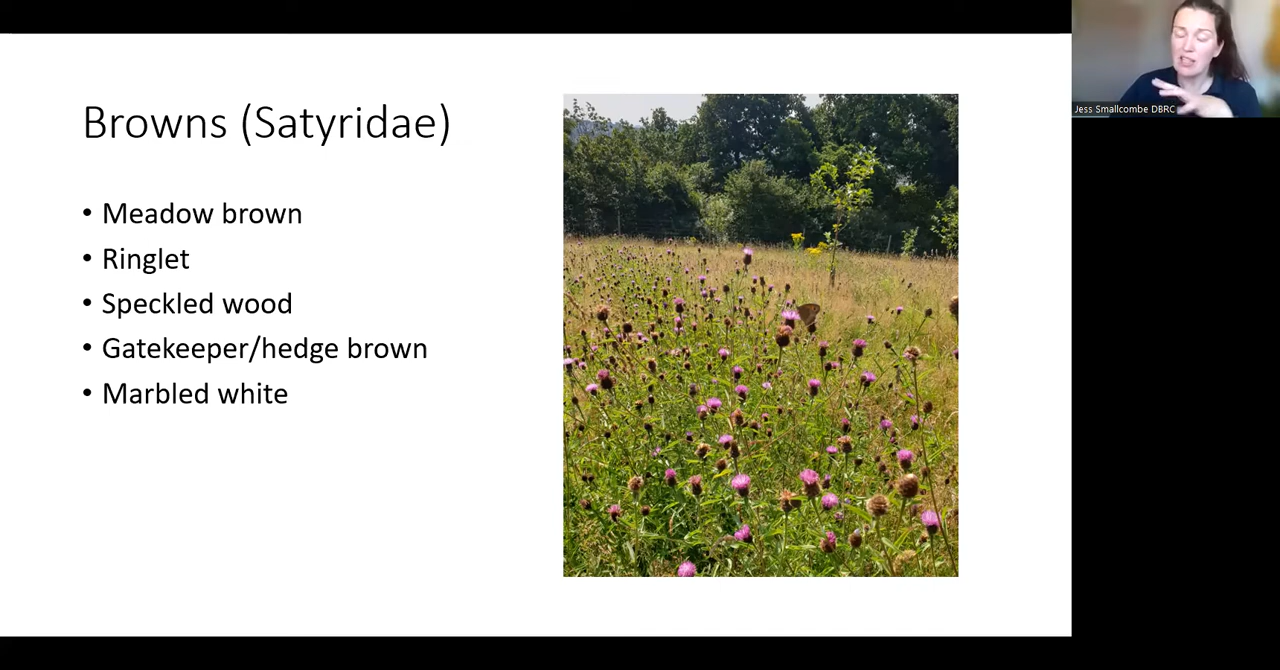 Browns (Satyridae)
• Meadow brown
• Ringlet
• Speckled wood
• Gatekeeper/hedge brown
• Marbled white
Jess Smallcombe DBRC